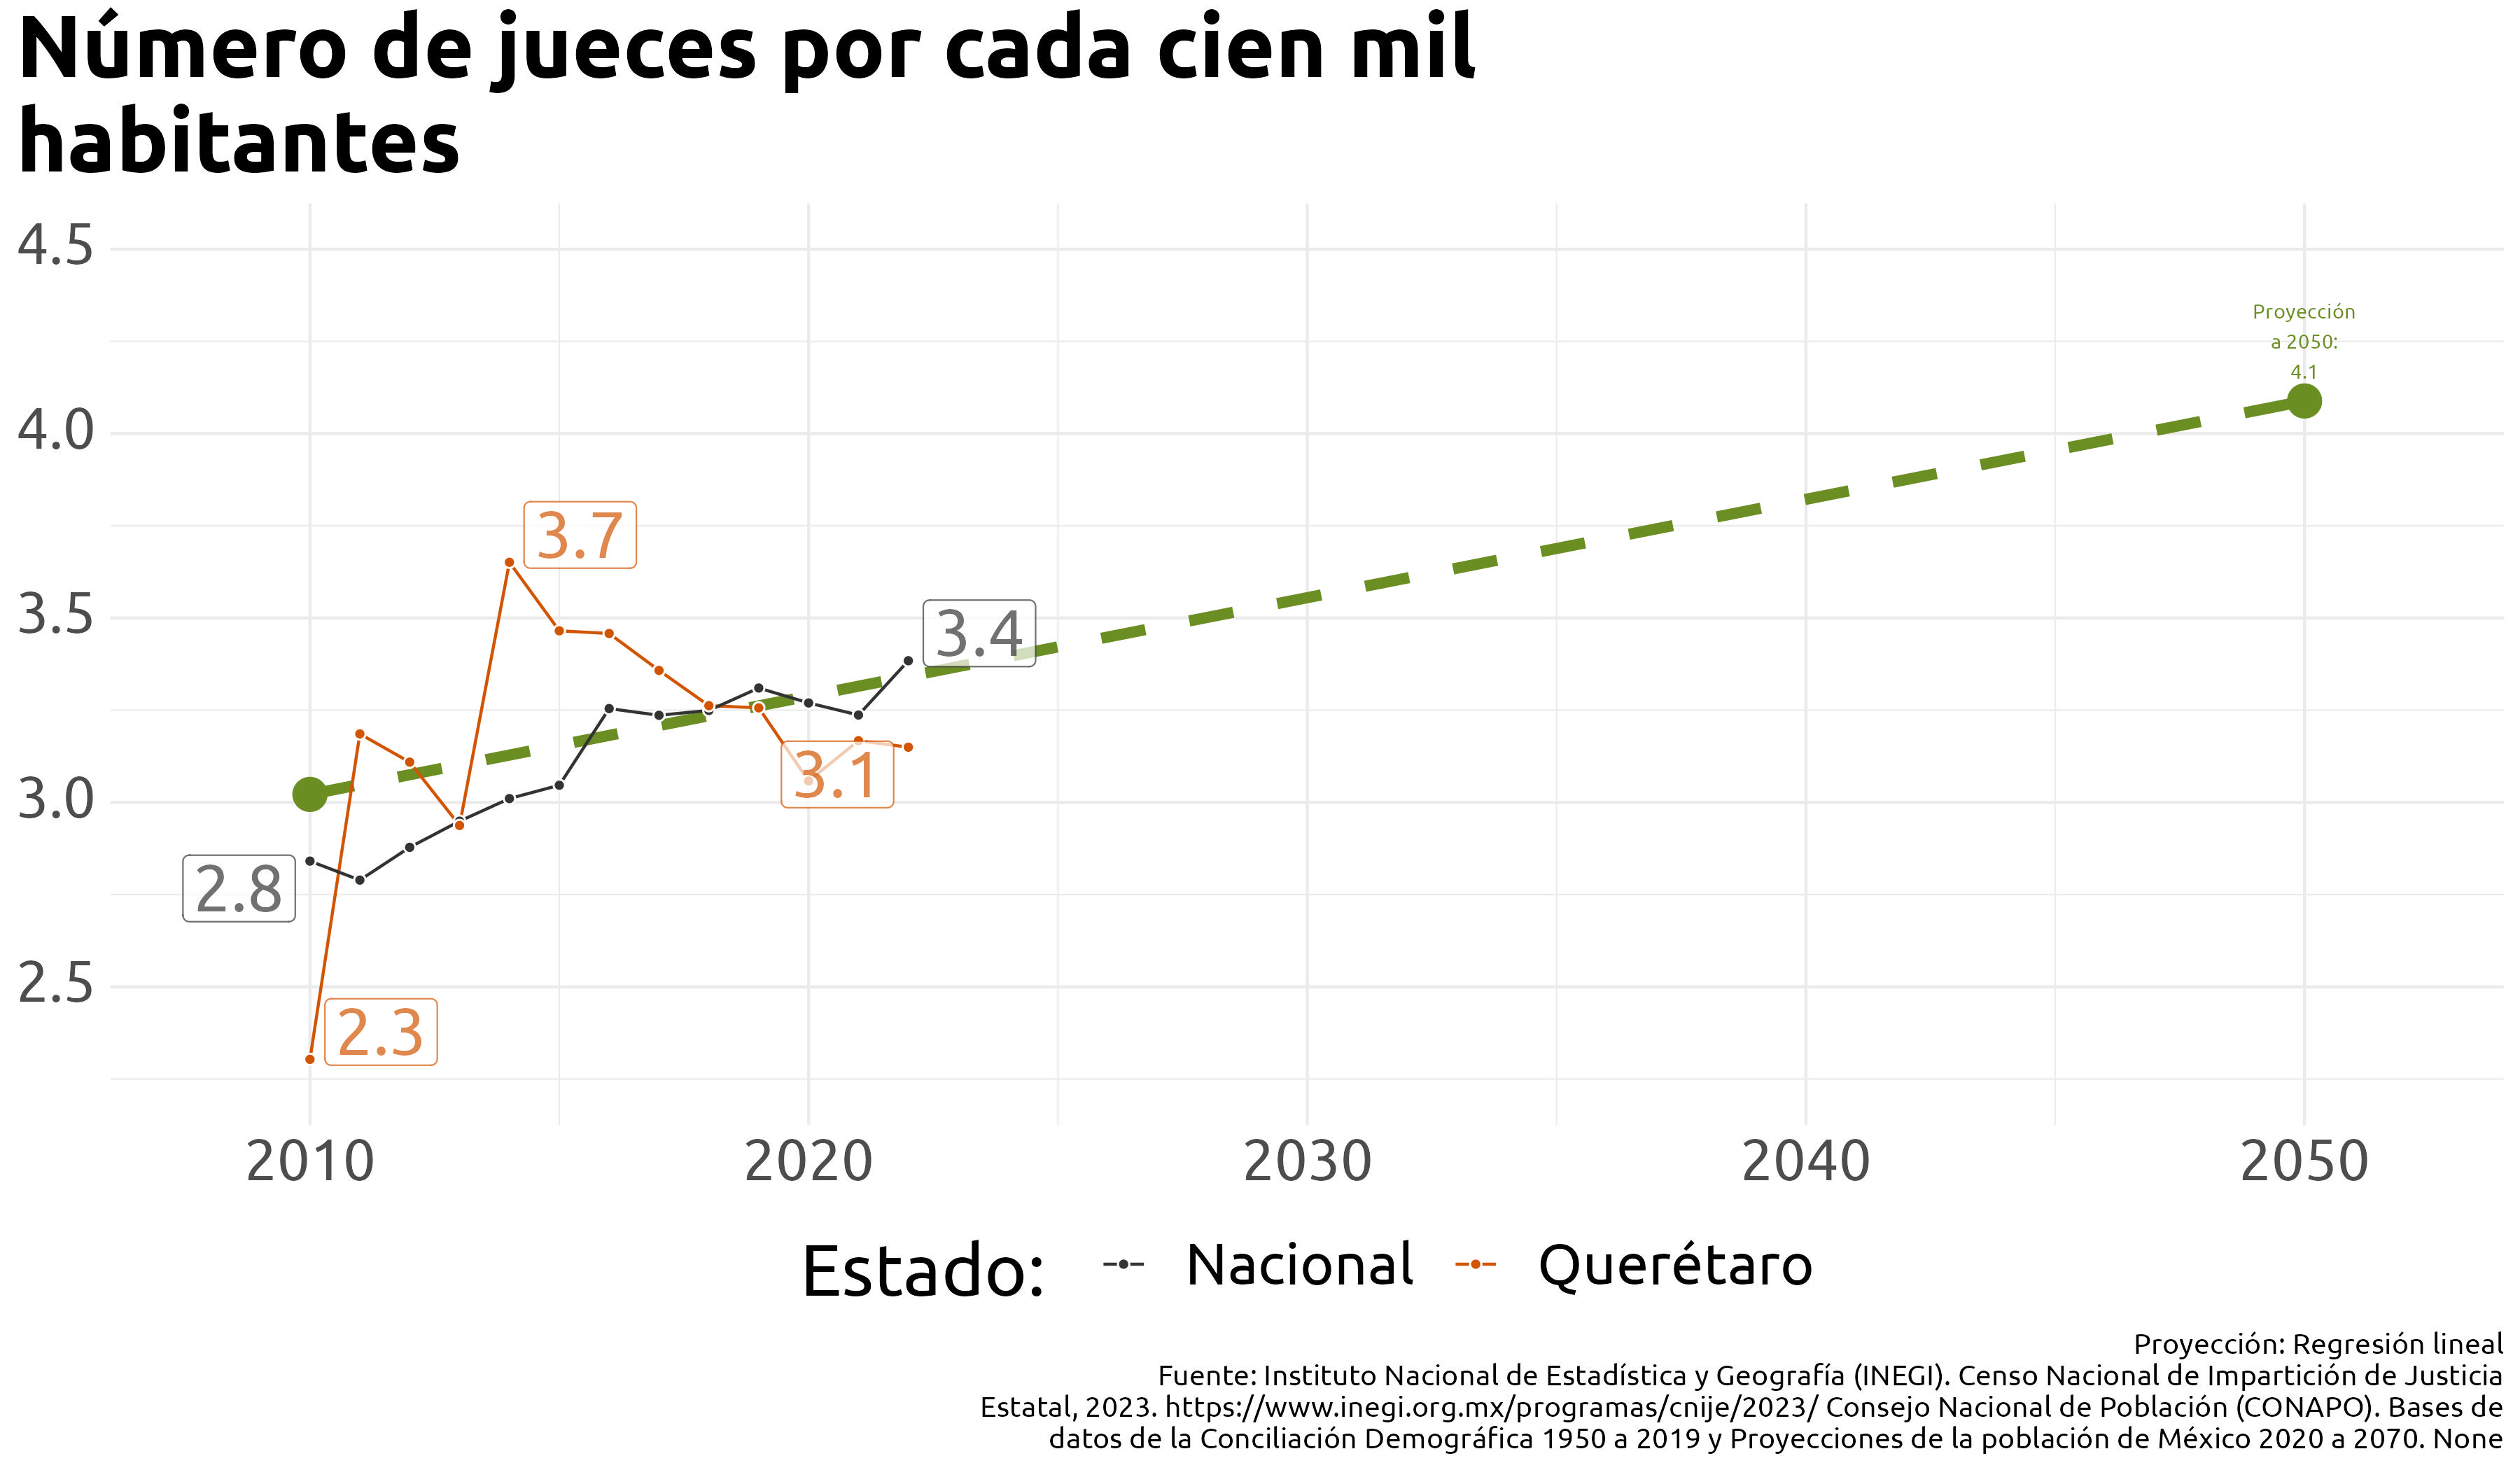 Número de jueces por cada cien mil
habitantes
4.5
4.0
3.5
3.0
2.5
Proyección
a 2050:
4.1
3.7
3.4
3.1
2.8
2.3
2010
2020
2030
2040
2050
Estado: Nacional Querétaro
Proyección: Regresión lineal
Fuente: Instituto Nacional de Estadística y Geografía (INEGI). Censo Nacional de Impartición de Justicia
Estatal, 2023. https://www.inegi.org.mx/programas/cnije/2023/ Consejo Nacional de Población (CONAPO). Bases de
datos de la Conciliación Demográfica 1950 a 2019 y Proyecciones de la población de México 2020 a 2070. None